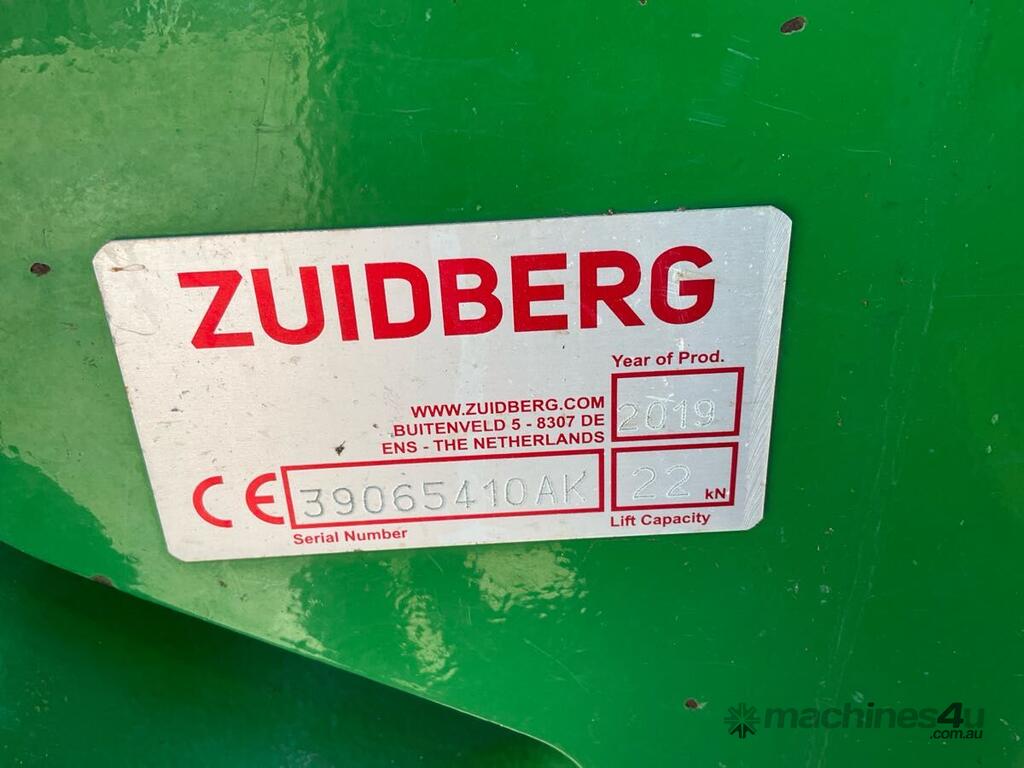 ZUIDBERG
Year of Prod.
WWW.ZUIDBERG.COM
2019
BUITENVELD 5 - 8307 DE
ENS - THE NETHERLANDS
CE 39065410AK
22 kN
Serial Number
Lift Capacity
machines4u
.com.au